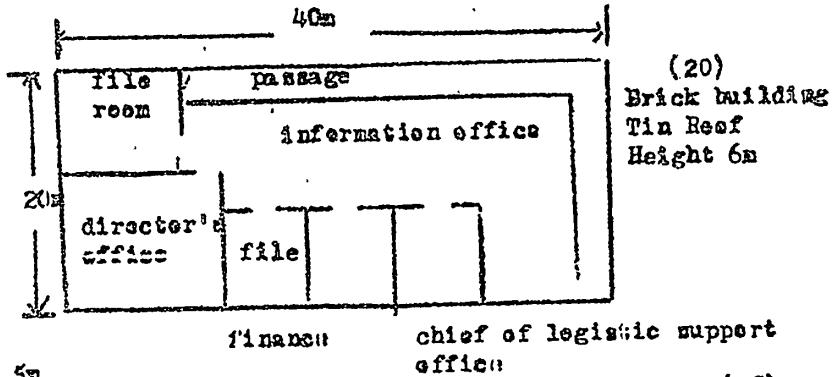 40m
(20)
Brick building
Tin Roof
Height 6m
file room
passage
information office
20m
director's office
file
finance
chief of logistic support office
5m